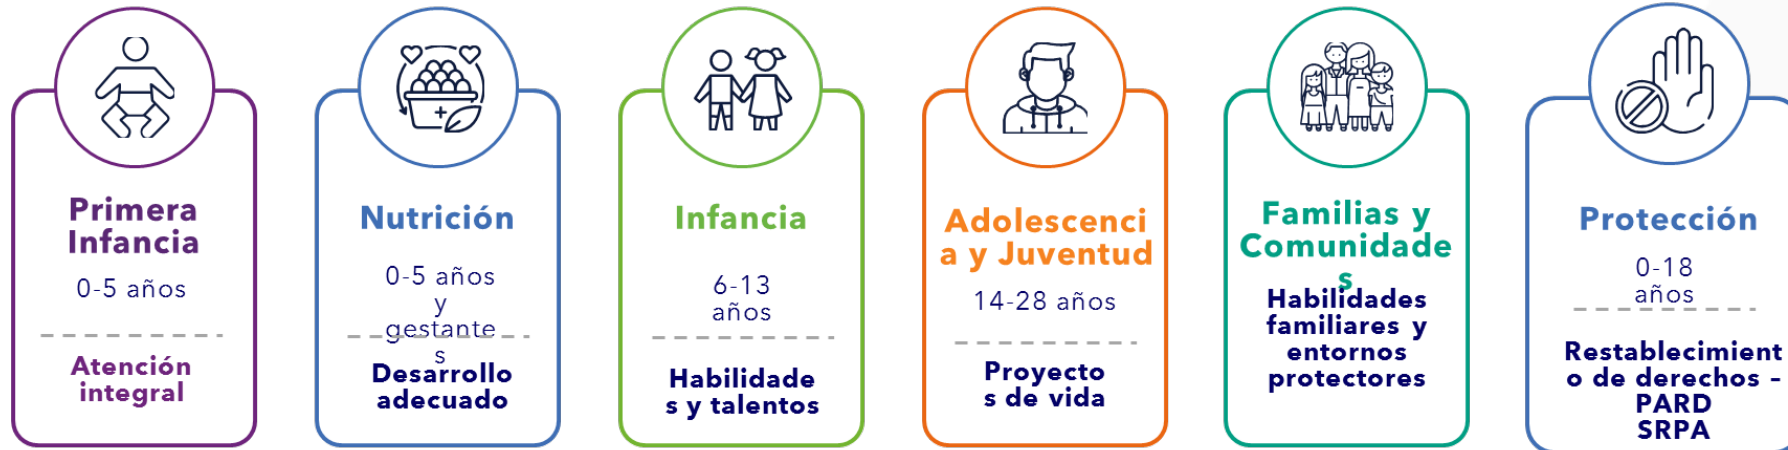 Primera
Infancia
0-5 años
Atención
integral
Nutrición
0-5 años
y
gestante
s
Desarrollo
adecuado
Infancia
6-13
años
Habilidade
s y talentos
Adolescenci
a y Juventud
14-28 años
Proyecto
s de vida
Familias y
Comunidade
s
Habilidades
familiares y
entornos
protectores
Protección
0-18
años
Restablecimient
o de derechos –
PARD
SRPA